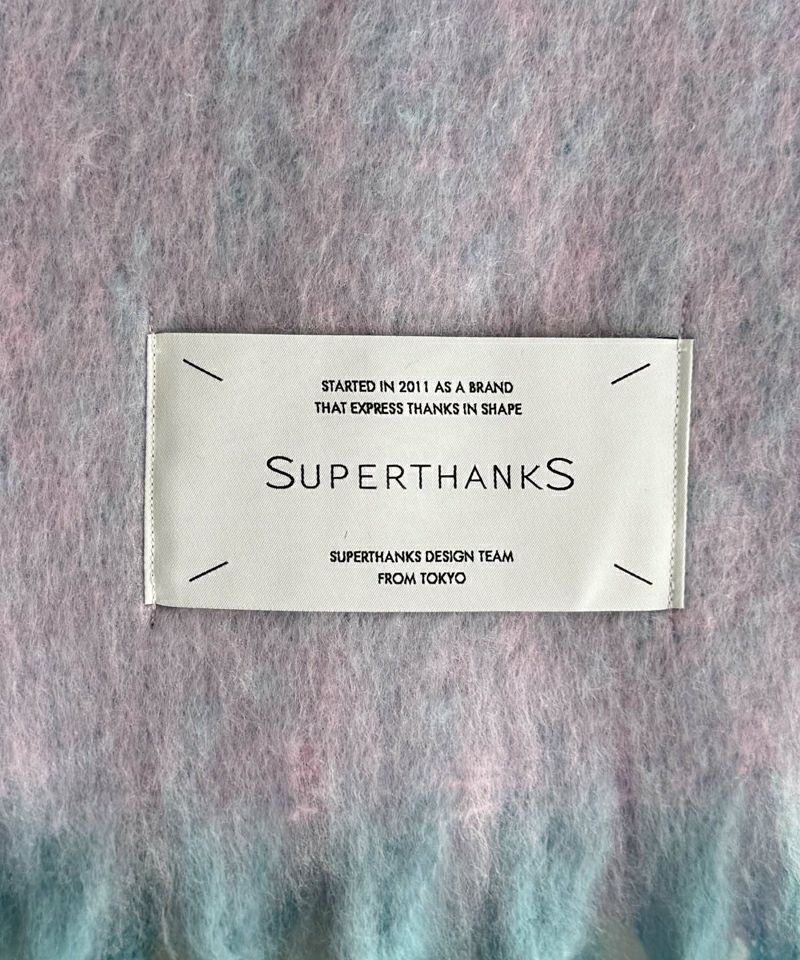 STARTED IN 2011 AS A BRAND
THAT EXPRESS THANKS IN SHAPE
SUPERTHANKS
SUPERTHANKS DESIGN TEAM
FROM TOKYO